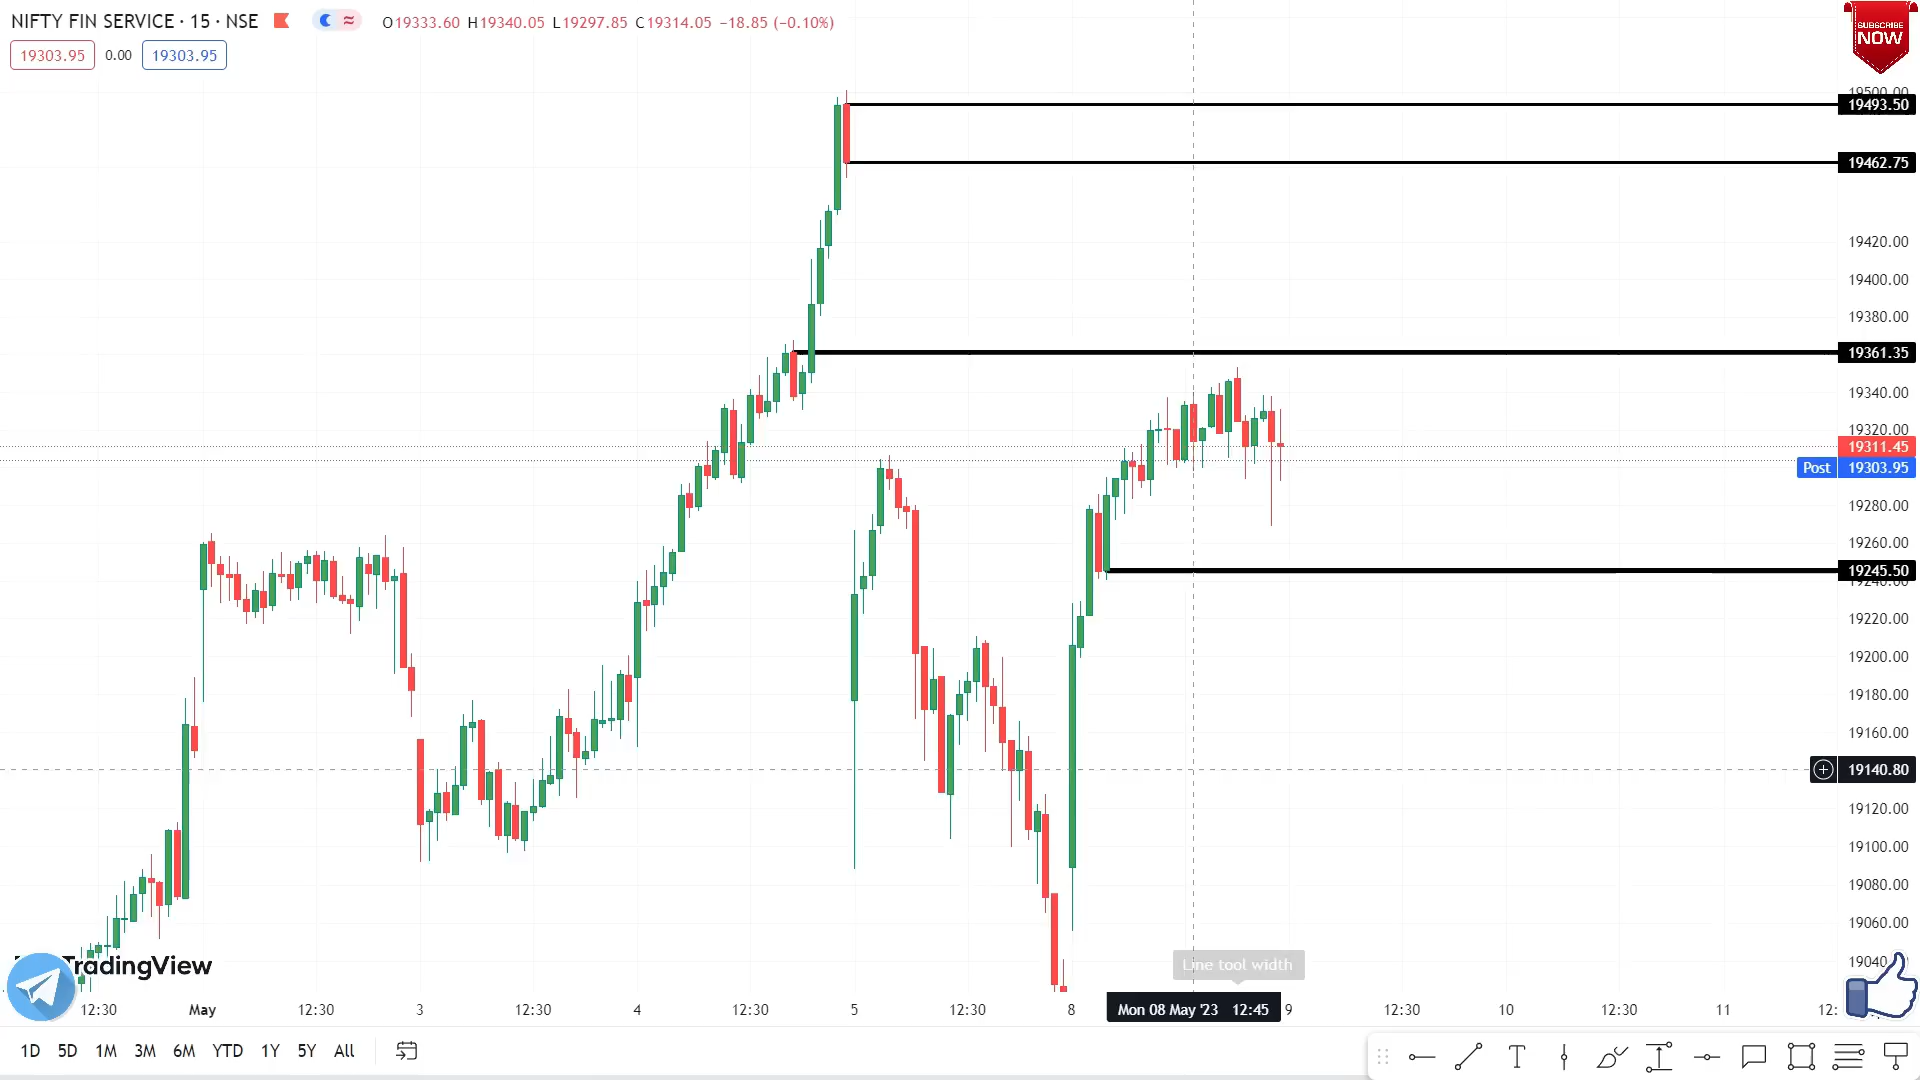 NIFTY FIN SERVICE · 15 · NSE
O19333.60 H19340.05 L19297.85 C19314.05 −18.85 (−0.10%)
19303.95 0.00 19303.95
SUBSCRIBE
NOW
19500.00
19493.50
19462.75
19420.00
19400.00
19380.00
19361.35
19340.00
19320.00
19311.45
Post 19303.95
19280.00
19260.00
19245.50
19240.00
19220.00
19200.00
19180.00
19160.00
19140.80
19120.00
19100.00
19080.00
19060.00
19040
TradingView
Line tool width
12:30 May 12:30 3 12:30 4 12:30 5 12:30 8 Mon 08 May '23 12:45 9 12:30 10 12:30 11 12:
1D 5D 1M 3M 6M YTD 1Y 5Y All